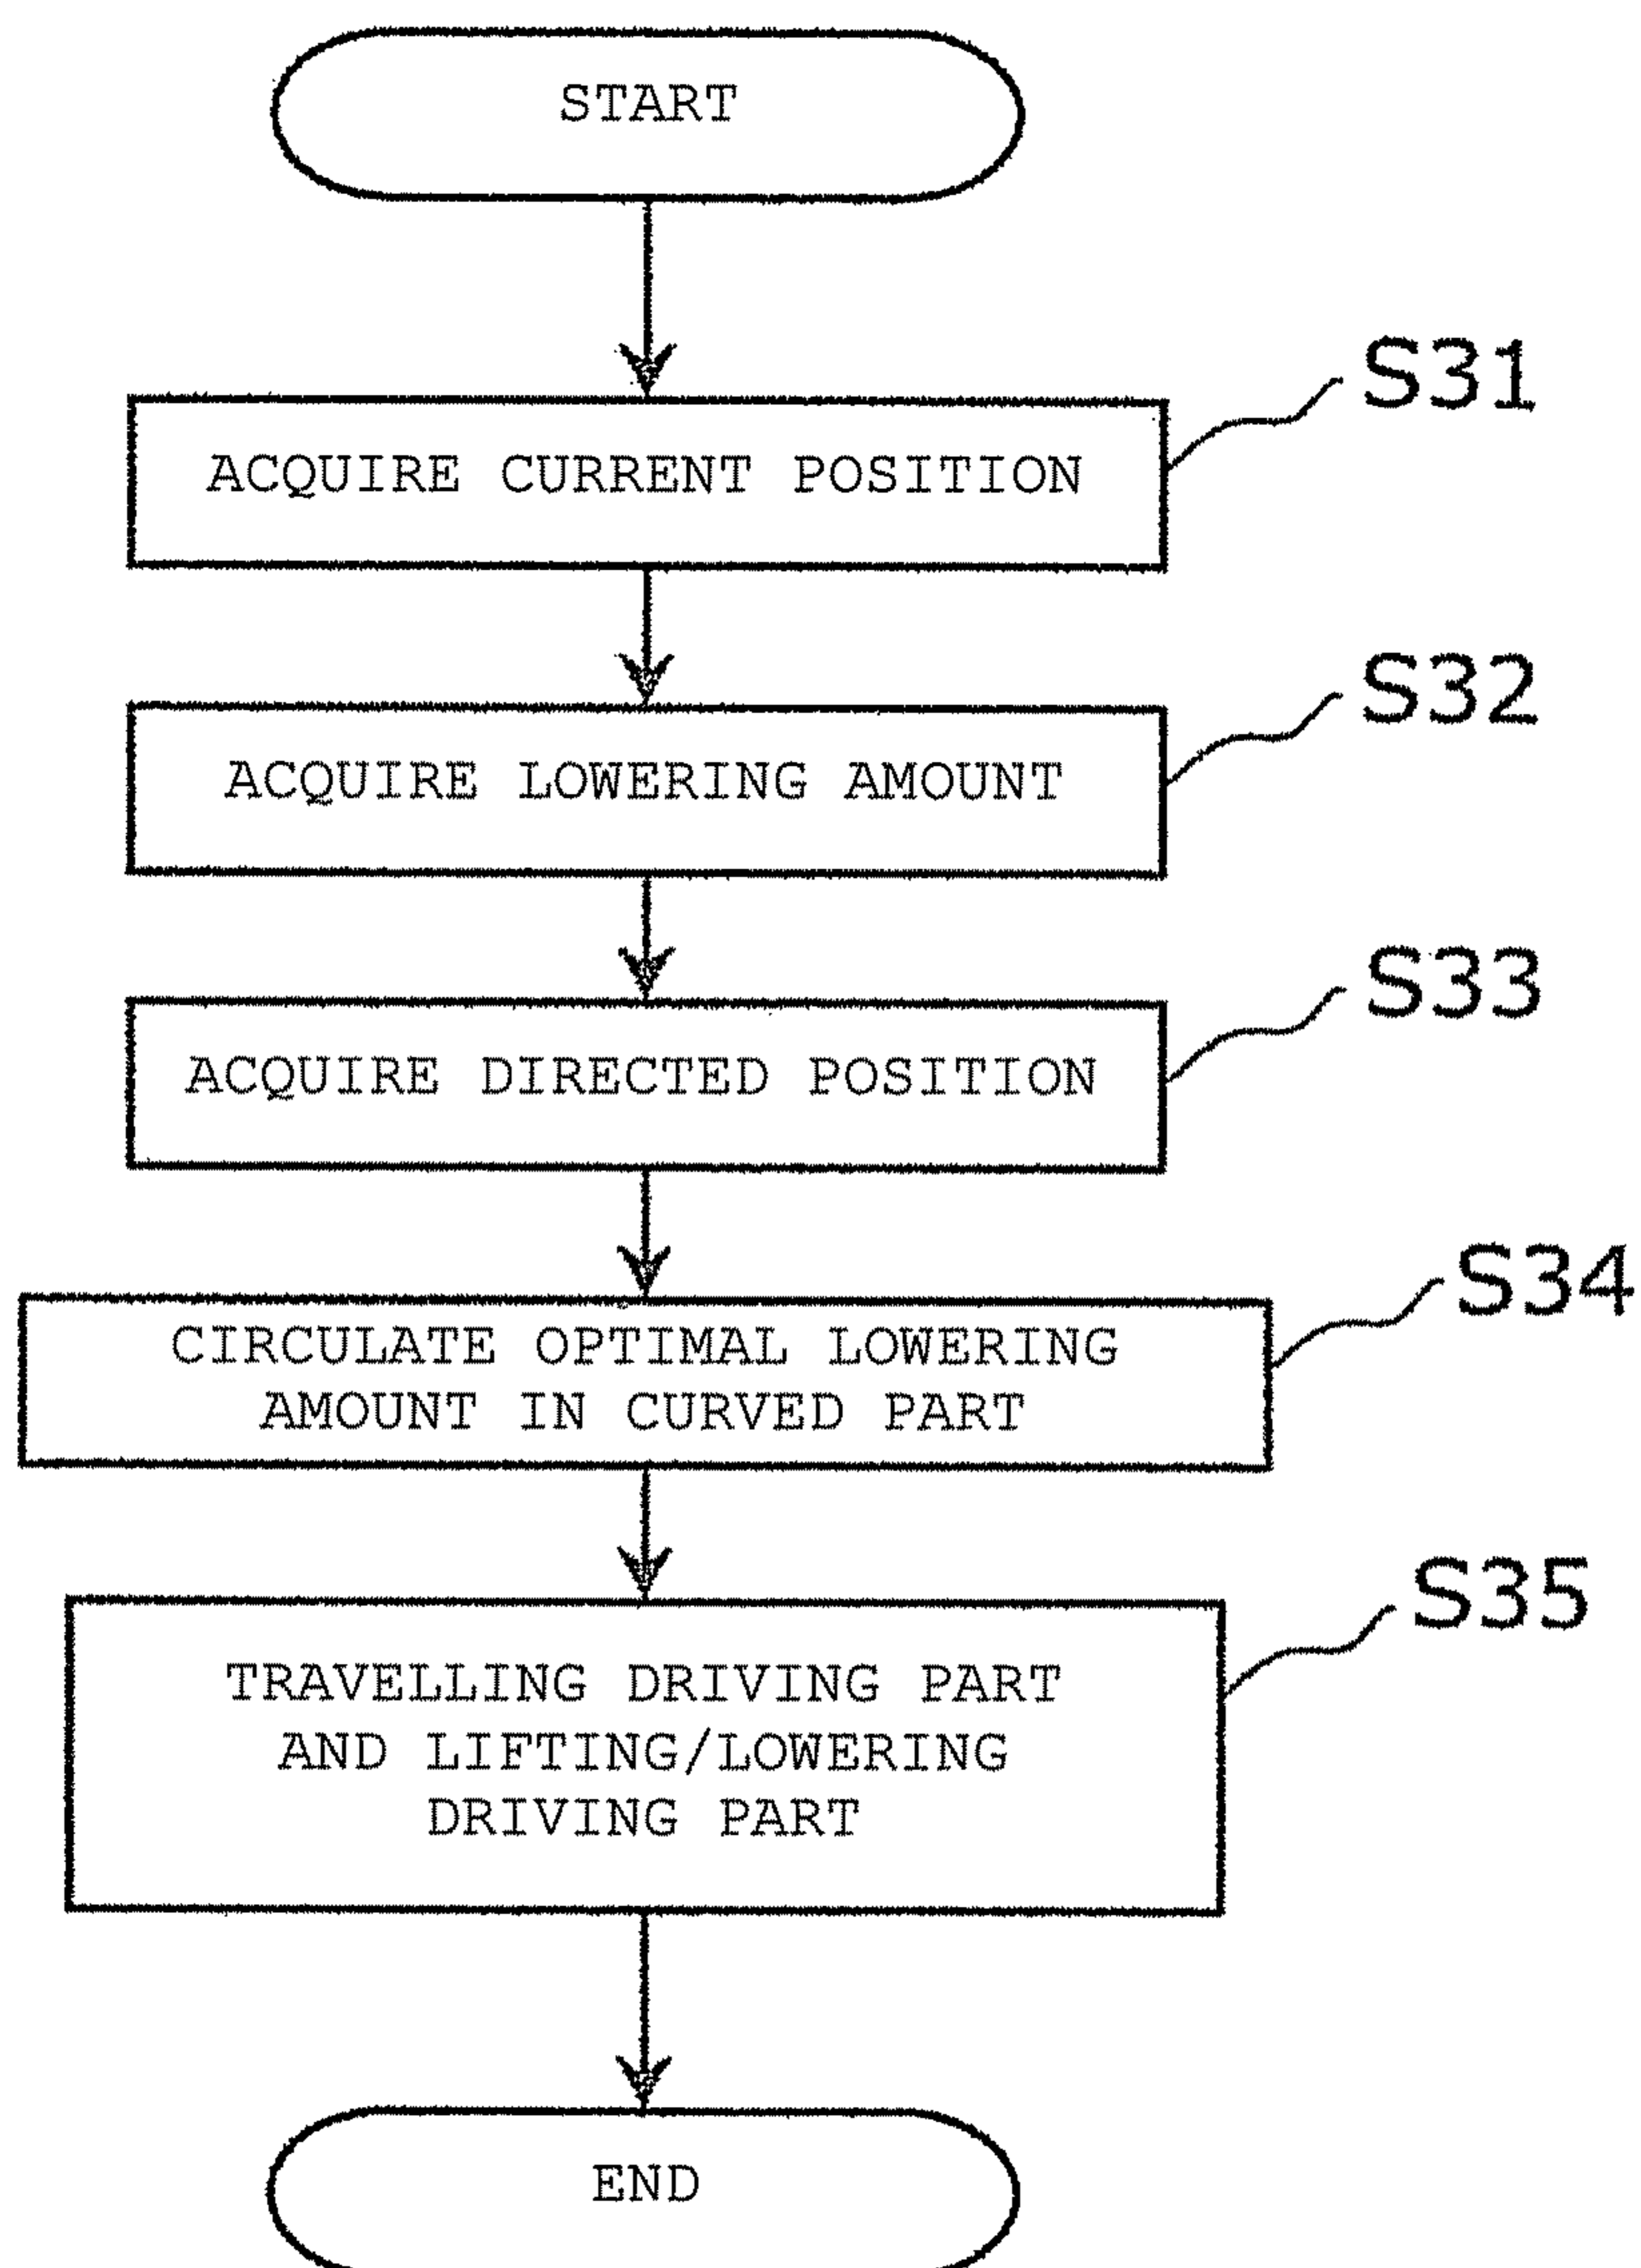 START
S31
ACQUIRE CURRENT POSITION
S32
ACQUIRE LOWERING AMOUNT
S33
ACQUIRE DIRECTED POSITION
S34
CIRCULATE OPTIMAL LOWERING
AMOUNT IN CURVED PART
S35
TRAVELLING DRIVING PART
AND LIFTING/LOWERING
DRIVING PART
END